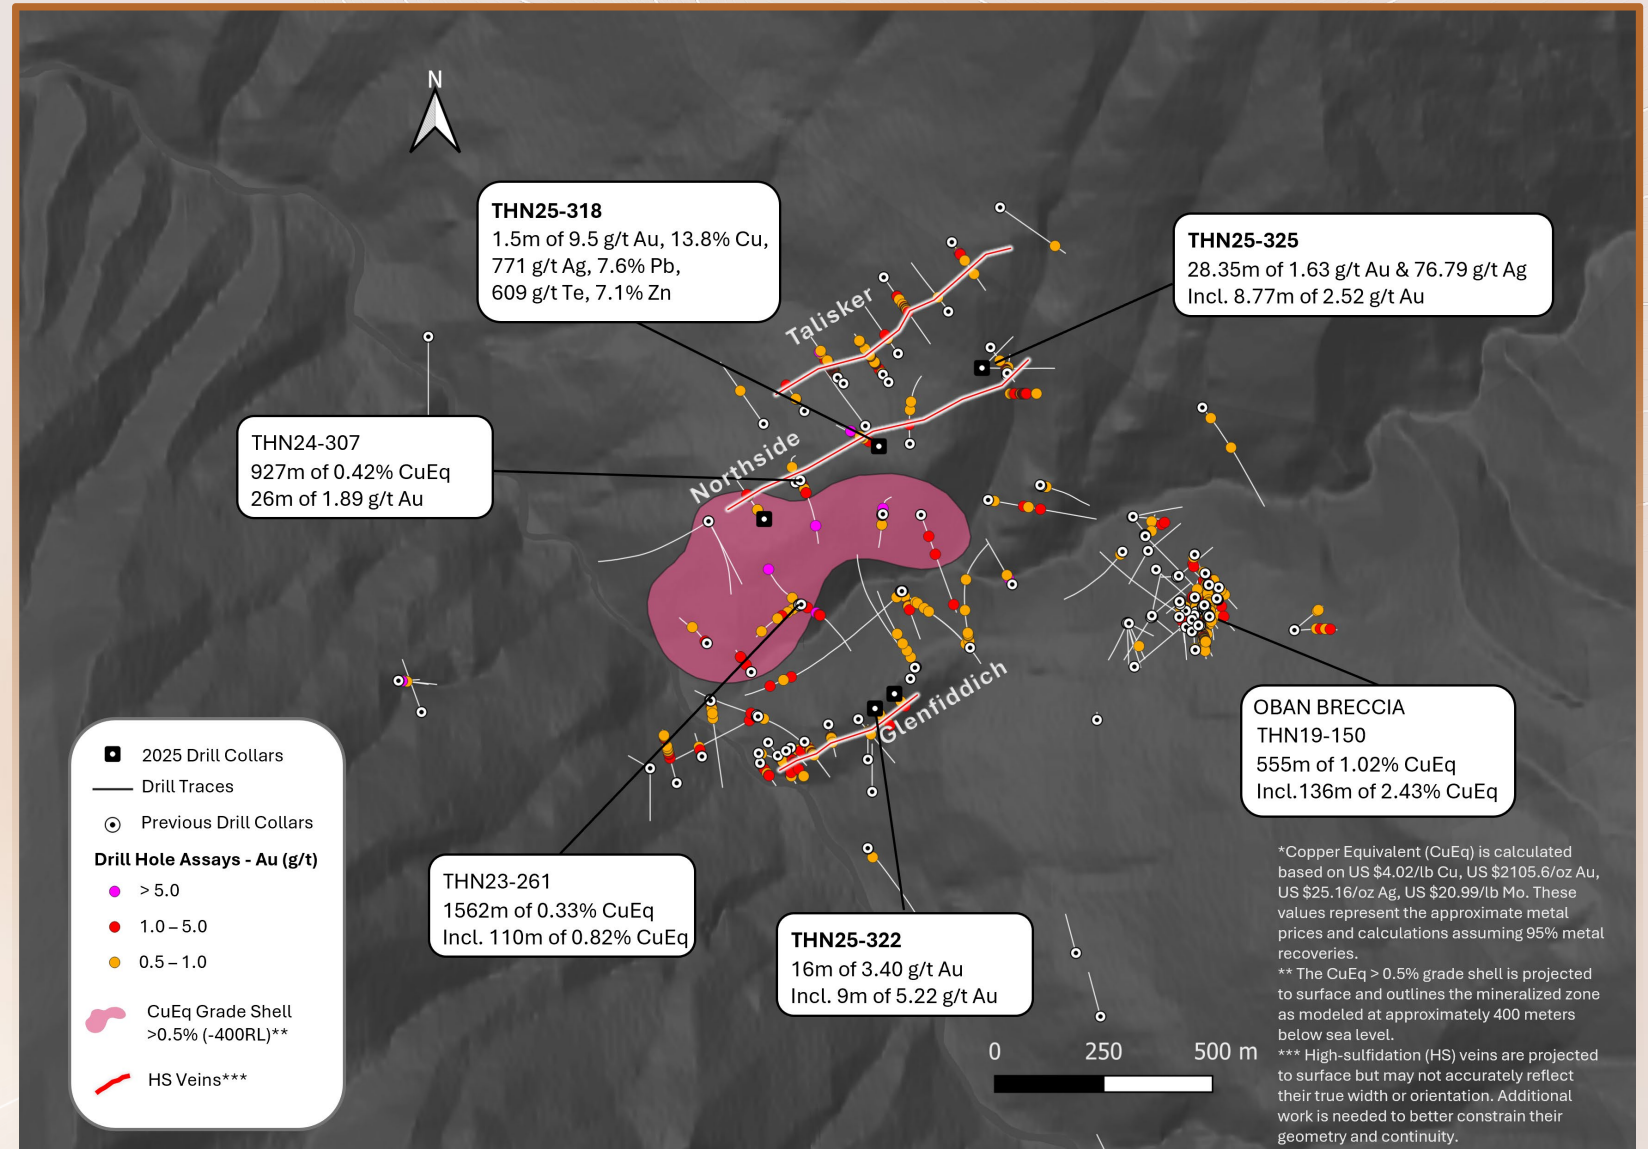 N
THN25-318
1.5m of 9.5 g/t Au, 13.8% Cu,
771 g/t Ag, 7.6% Pb,
609 g/t Te, 7.1% Zn
THN25-325
28.35m of 1.63 g/t Au & 76.79 g/t Ag
Incl. 8.77m of 2.52 g/t Au
Talisker
THN24-307
927m of 0.42% CuEq
26m of 1.89 g/t Au
Northside
Glenfiddich
OBAN BRECCIA
THN19-150
555m of 1.02% CuEq
Incl.136m of 2.43% CuEq
THN23-261
1562m of 0.33% CuEq
Incl. 110m of 0.82% CuEq
THN25-322
16m of 3.40 g/t Au
Incl. 9m of 5.22 g/t Au
2025 Drill Collars
Drill Traces
Previous Drill Collars
Drill Hole Assays - Au (g/t)
> 5.0
1.0 – 5.0
0.5 – 1.0
CuEq Grade Shell
>0.5% (-400RL)**
HS Veins***
0 250 500 m
*Copper Equivalent (CuEq) is calculated
based on US $4.02/lb Cu, US $2105.6/oz Au,
US $25.16/oz Ag, US $20.99/lb Mo. These
values represent the approximate metal
prices and calculations assuming 95% metal
recoveries.
** The CuEq > 0.5% grade shell is projected
to surface and outlines the mineralized zone
as modeled at approximately 400 meters
below sea level.
*** High-sulfidation (HS) veins are projected
to surface but may not accurately reflect
their true width or orientation. Additional
work is needed to better constrain their
geometry and continuity.